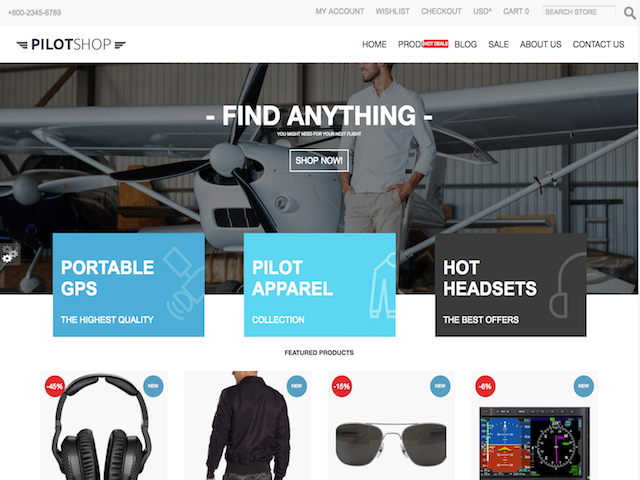 +800-2345-6789
MY ACCOUNT WISHLIST CHECKOUT USD^ CART 0 SEARCH STORE
PILOTSHOP
HOME PROD HOT DEALS BLOG SALE ABOUT US CONTACT US
- FIND ANYTHING -
YOU MIGHT NEED FOR YOUR NEXT FLIGHT
SHOP NOW!
PORTABLE
GPS
THE HIGHEST QUALITY
PILOT
APPAREL
COLLECTION
HOT
HEADSETS
THE BEST OFFERS
FEATURED PRODUCTS
-45% NEW
NEW
-15% NEW
-6% NEW